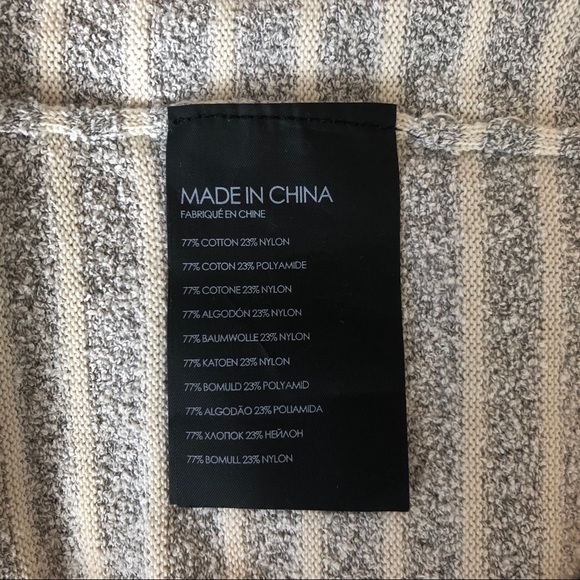 MADE IN CHINA
FABRIQUÉ EN CHINE
77% COTTON 23% NYLON
77% COTON 23% POLYAMIDE
77% COTONE 23% NYLON
77% ALGODÓN 23% NYLON
77% BAUMWOLLE 23% NYLON
77% KATOEN 23% NYLON
77% BOMULD 23% POLYAMID
77% ALGODÃO 23% POLIAMIDA
77% ХЛОПОК 23% НЕЙЛОН
77% BOMULL 23% NYLON